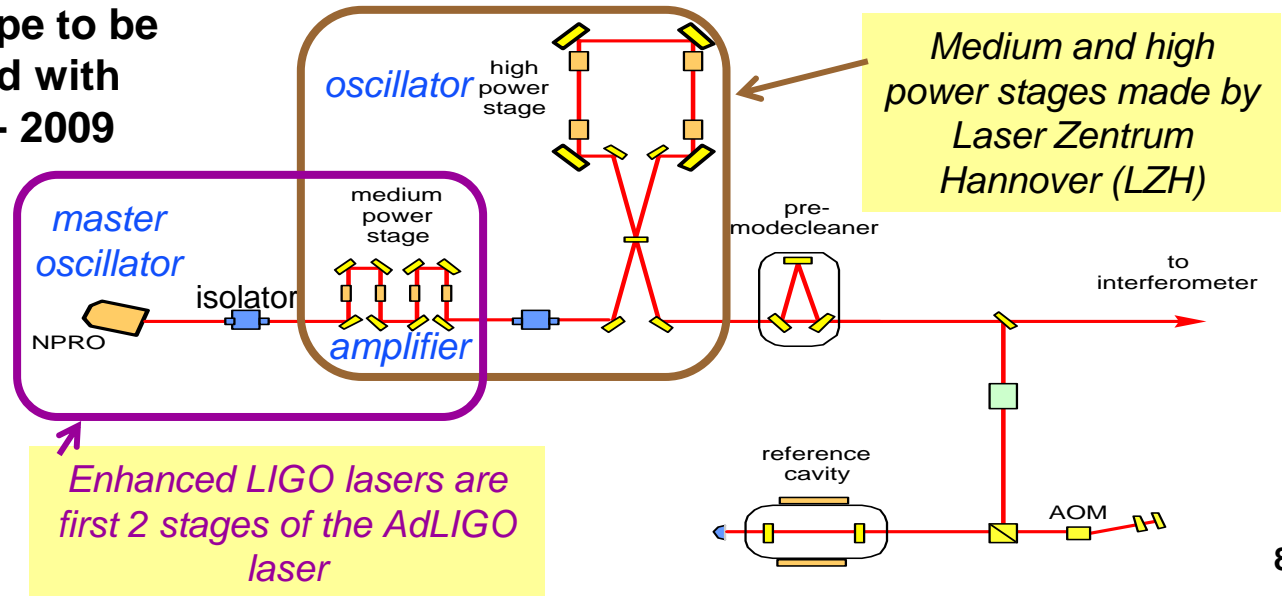 pe to be
d with
- 2009
oscillator
high
power
stage
Medium and high
power stages made by
Laser Zentrum
Hannover (LZH)
master
oscillator
medium
power
stage
pre-
modecleaner
to
interferometer
isolator
NPRO
amplifier
Enhanced LIGO lasers are
first 2 stages of the AdLIGO
laser
reference
cavity
AOM
8